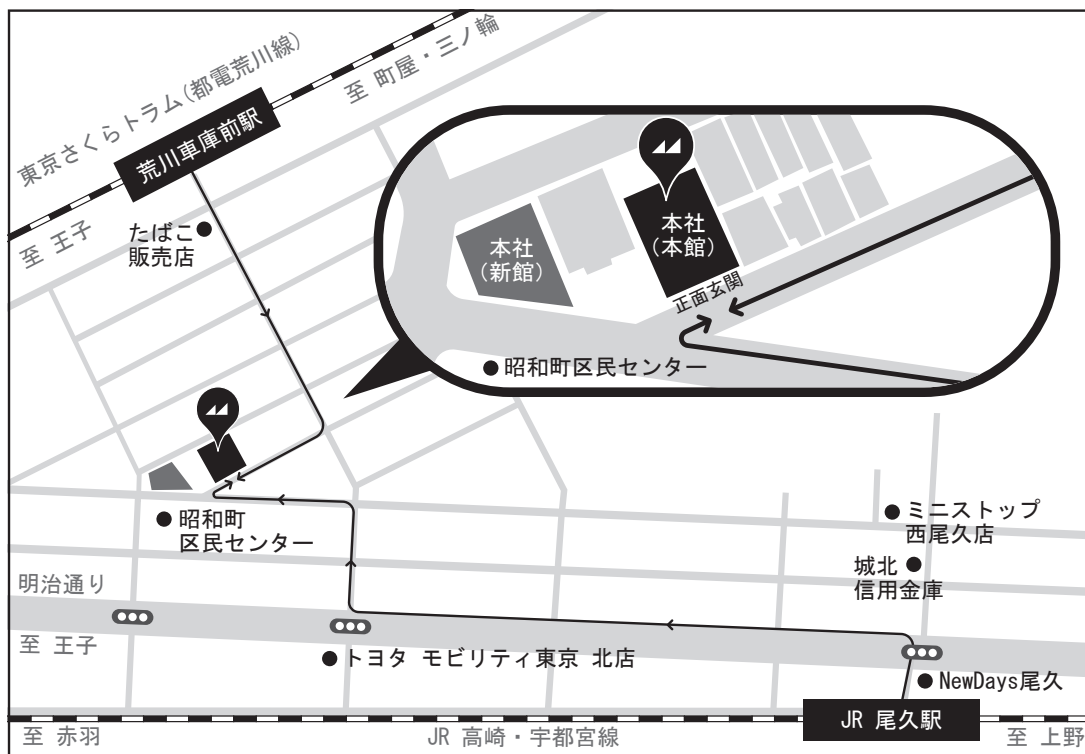 東京さくらトラム(都電荒川線)
至 町屋・三ノ輪
荒川車庫前駅
至 王子
たばこ
販売店
本社
(新館)
本社
(本館)
正面玄関
昭和町区民センター
昭和町
区民センター
ミニストップ
西尾久店
城北
信用金庫
明治通り
至 王子
トヨタ モビリティ東京 北店
NewDays尾久
JR 尾久駅
至 赤羽
JR 高崎・宇都宮線
至 上野